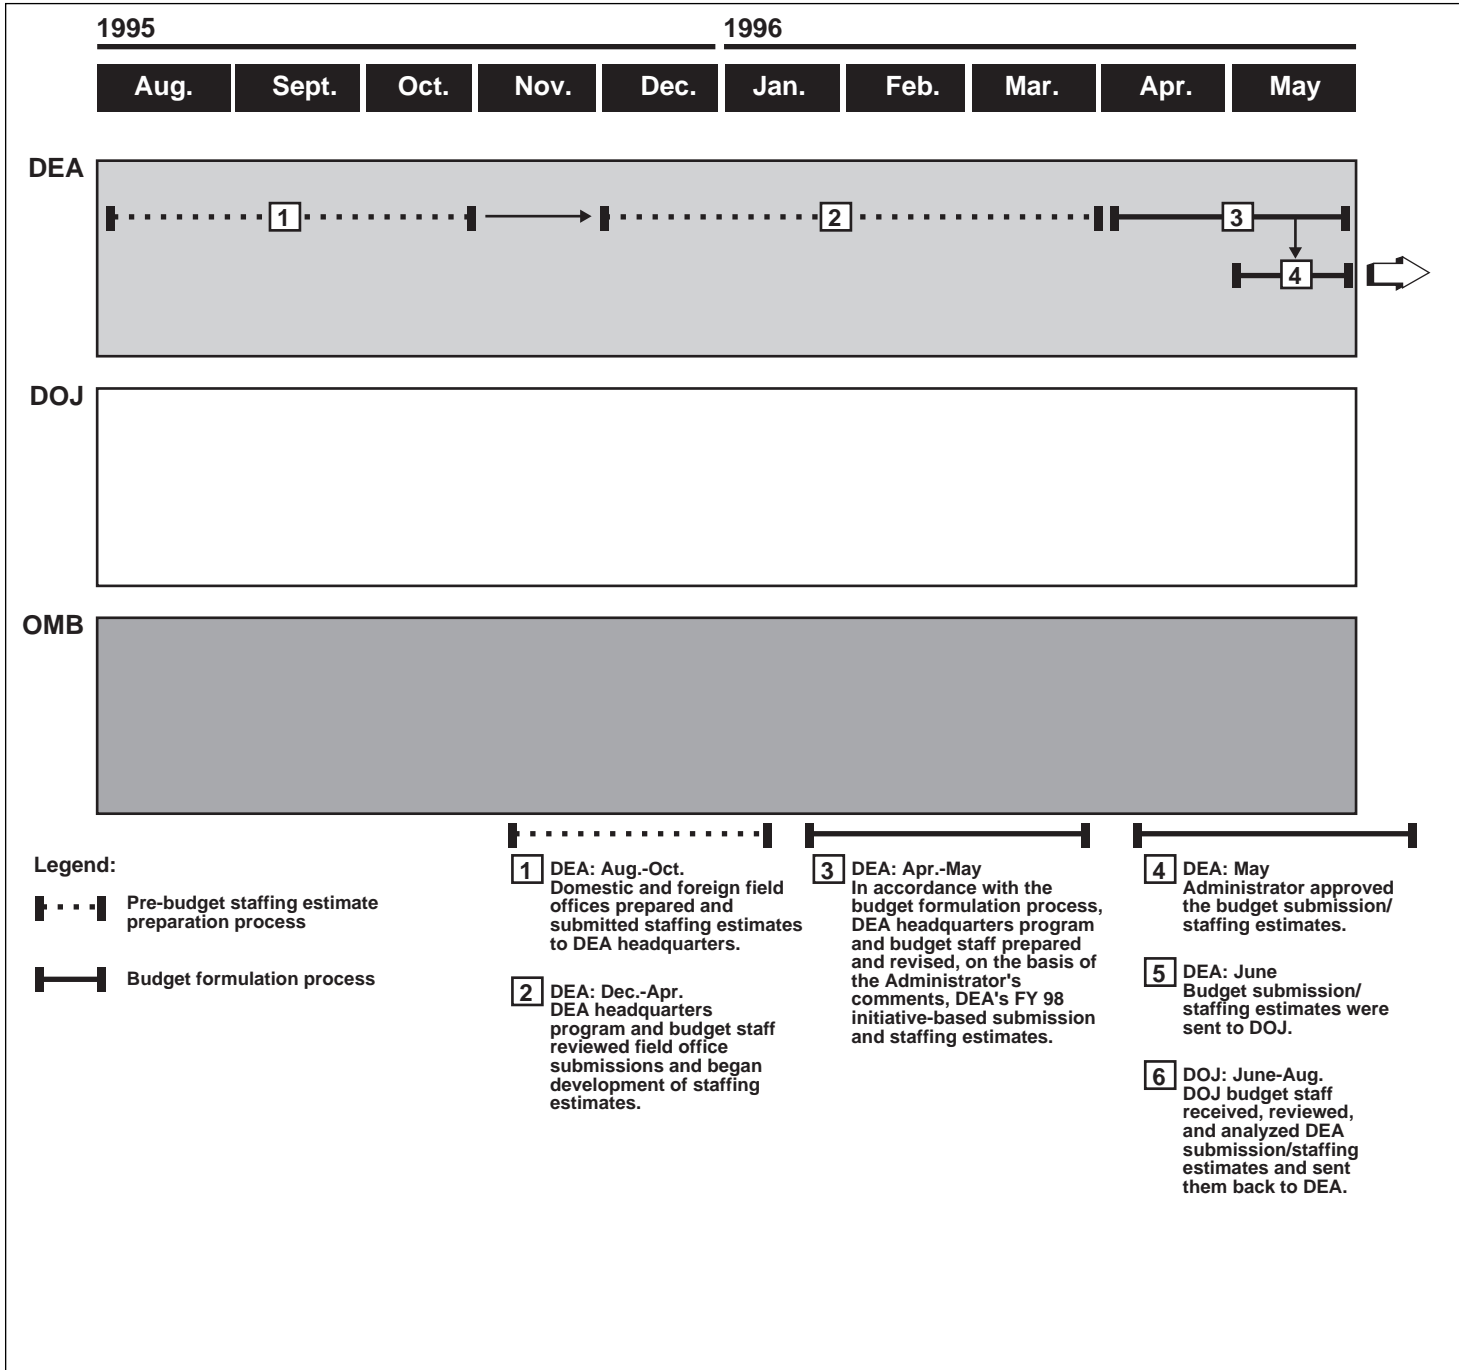 1995
1996
Aug. Sept. Oct. Nov. Dec. Jan. Feb. Mar. Apr. May
DEA
1 2 3
4
DOJ
OMB
Legend:
Pre-budget staffing estimate
preparation process
Budget formulation process
1 DEA: Aug.-Oct.
Domestic and foreign field
offices prepared and
submitted staffing estimates
to DEA headquarters.
2 DEA: Dec.-Apr.
DEA headquarters
program and budget staff
reviewed field office
submissions and began
development of staffing
estimates.
3 DEA: Apr.-May
In accordance with the
budget formulation process,
DEA headquarters program
and budget staff prepared
and revised, on the basis of
the Administrator's
comments, DEA's FY 98
initiative-based submission
and staffing estimates.
4 DEA: May
Administrator approved
the budget submission/
staffing estimates.
5 DEA: June
Budget submission/
staffing estimates were
sent to DOJ.
6 DOJ: June-Aug.
DOJ budget staff
received, reviewed,
and analyzed DEA
submission/staffing
estimates and sent
them back to DEA.